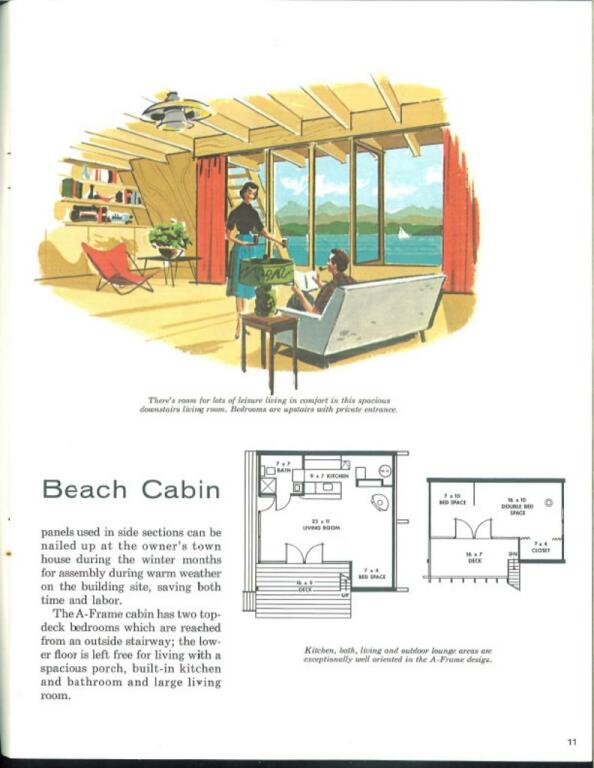 There's room for lots of leisure living in comfort in this spacious
downstairs living room. Bedrooms are upstairs with private entrance.
Beach Cabin
panels used in side sections can be
nailed up at the owner's town
house during the winter months
for assembly during warm weather
on the building site, saving both
time and labor.
The A-Frame cabin has two top-
deck bedrooms which are reached
from an outside stairway; the low-
er floor is left free for living with a
spacious porch, built-in kitchen
and bathroom and large living
room.
7 x 7
BATH
9 x 7 KITCHEN
23 x 11
LIVING ROOM
7 x 4
BED SPACE
DECK
UP
7 x 10
BED SPACE
16 x 10
DOUBLE BED
SPACE
7 x 4
CLOSET
16 x 7
DECK
DN
Kitchen, bath, living and outdoor lounge areas are
exceptionally well oriented in the A-Frame design.
11